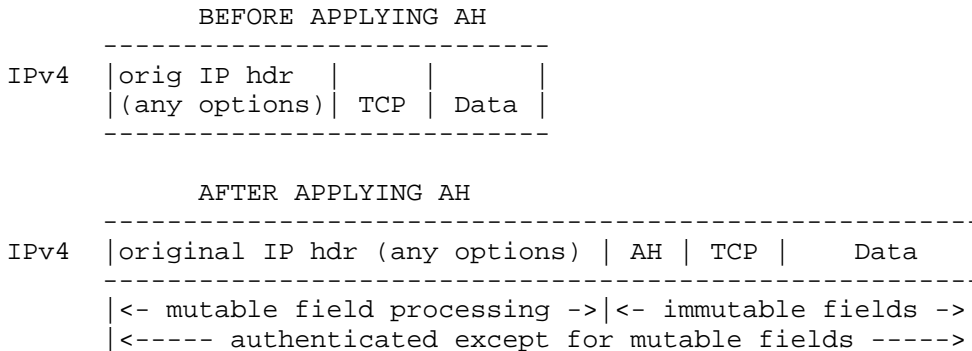 BEFORE APPLYING AH
----------------------------
IPv4  |orig IP hdr  |     |      |
      |(any options)| TCP | Data |
----------------------------
AFTER APPLYING AH
-------------------------------------------------------
IPv4  |original IP hdr (any options) | AH | TCP |    Data
-------------------------------------------------------
      |<- mutable field processing ->|<- immutable fields ->
      |<----- authenticated except for mutable fields ----->